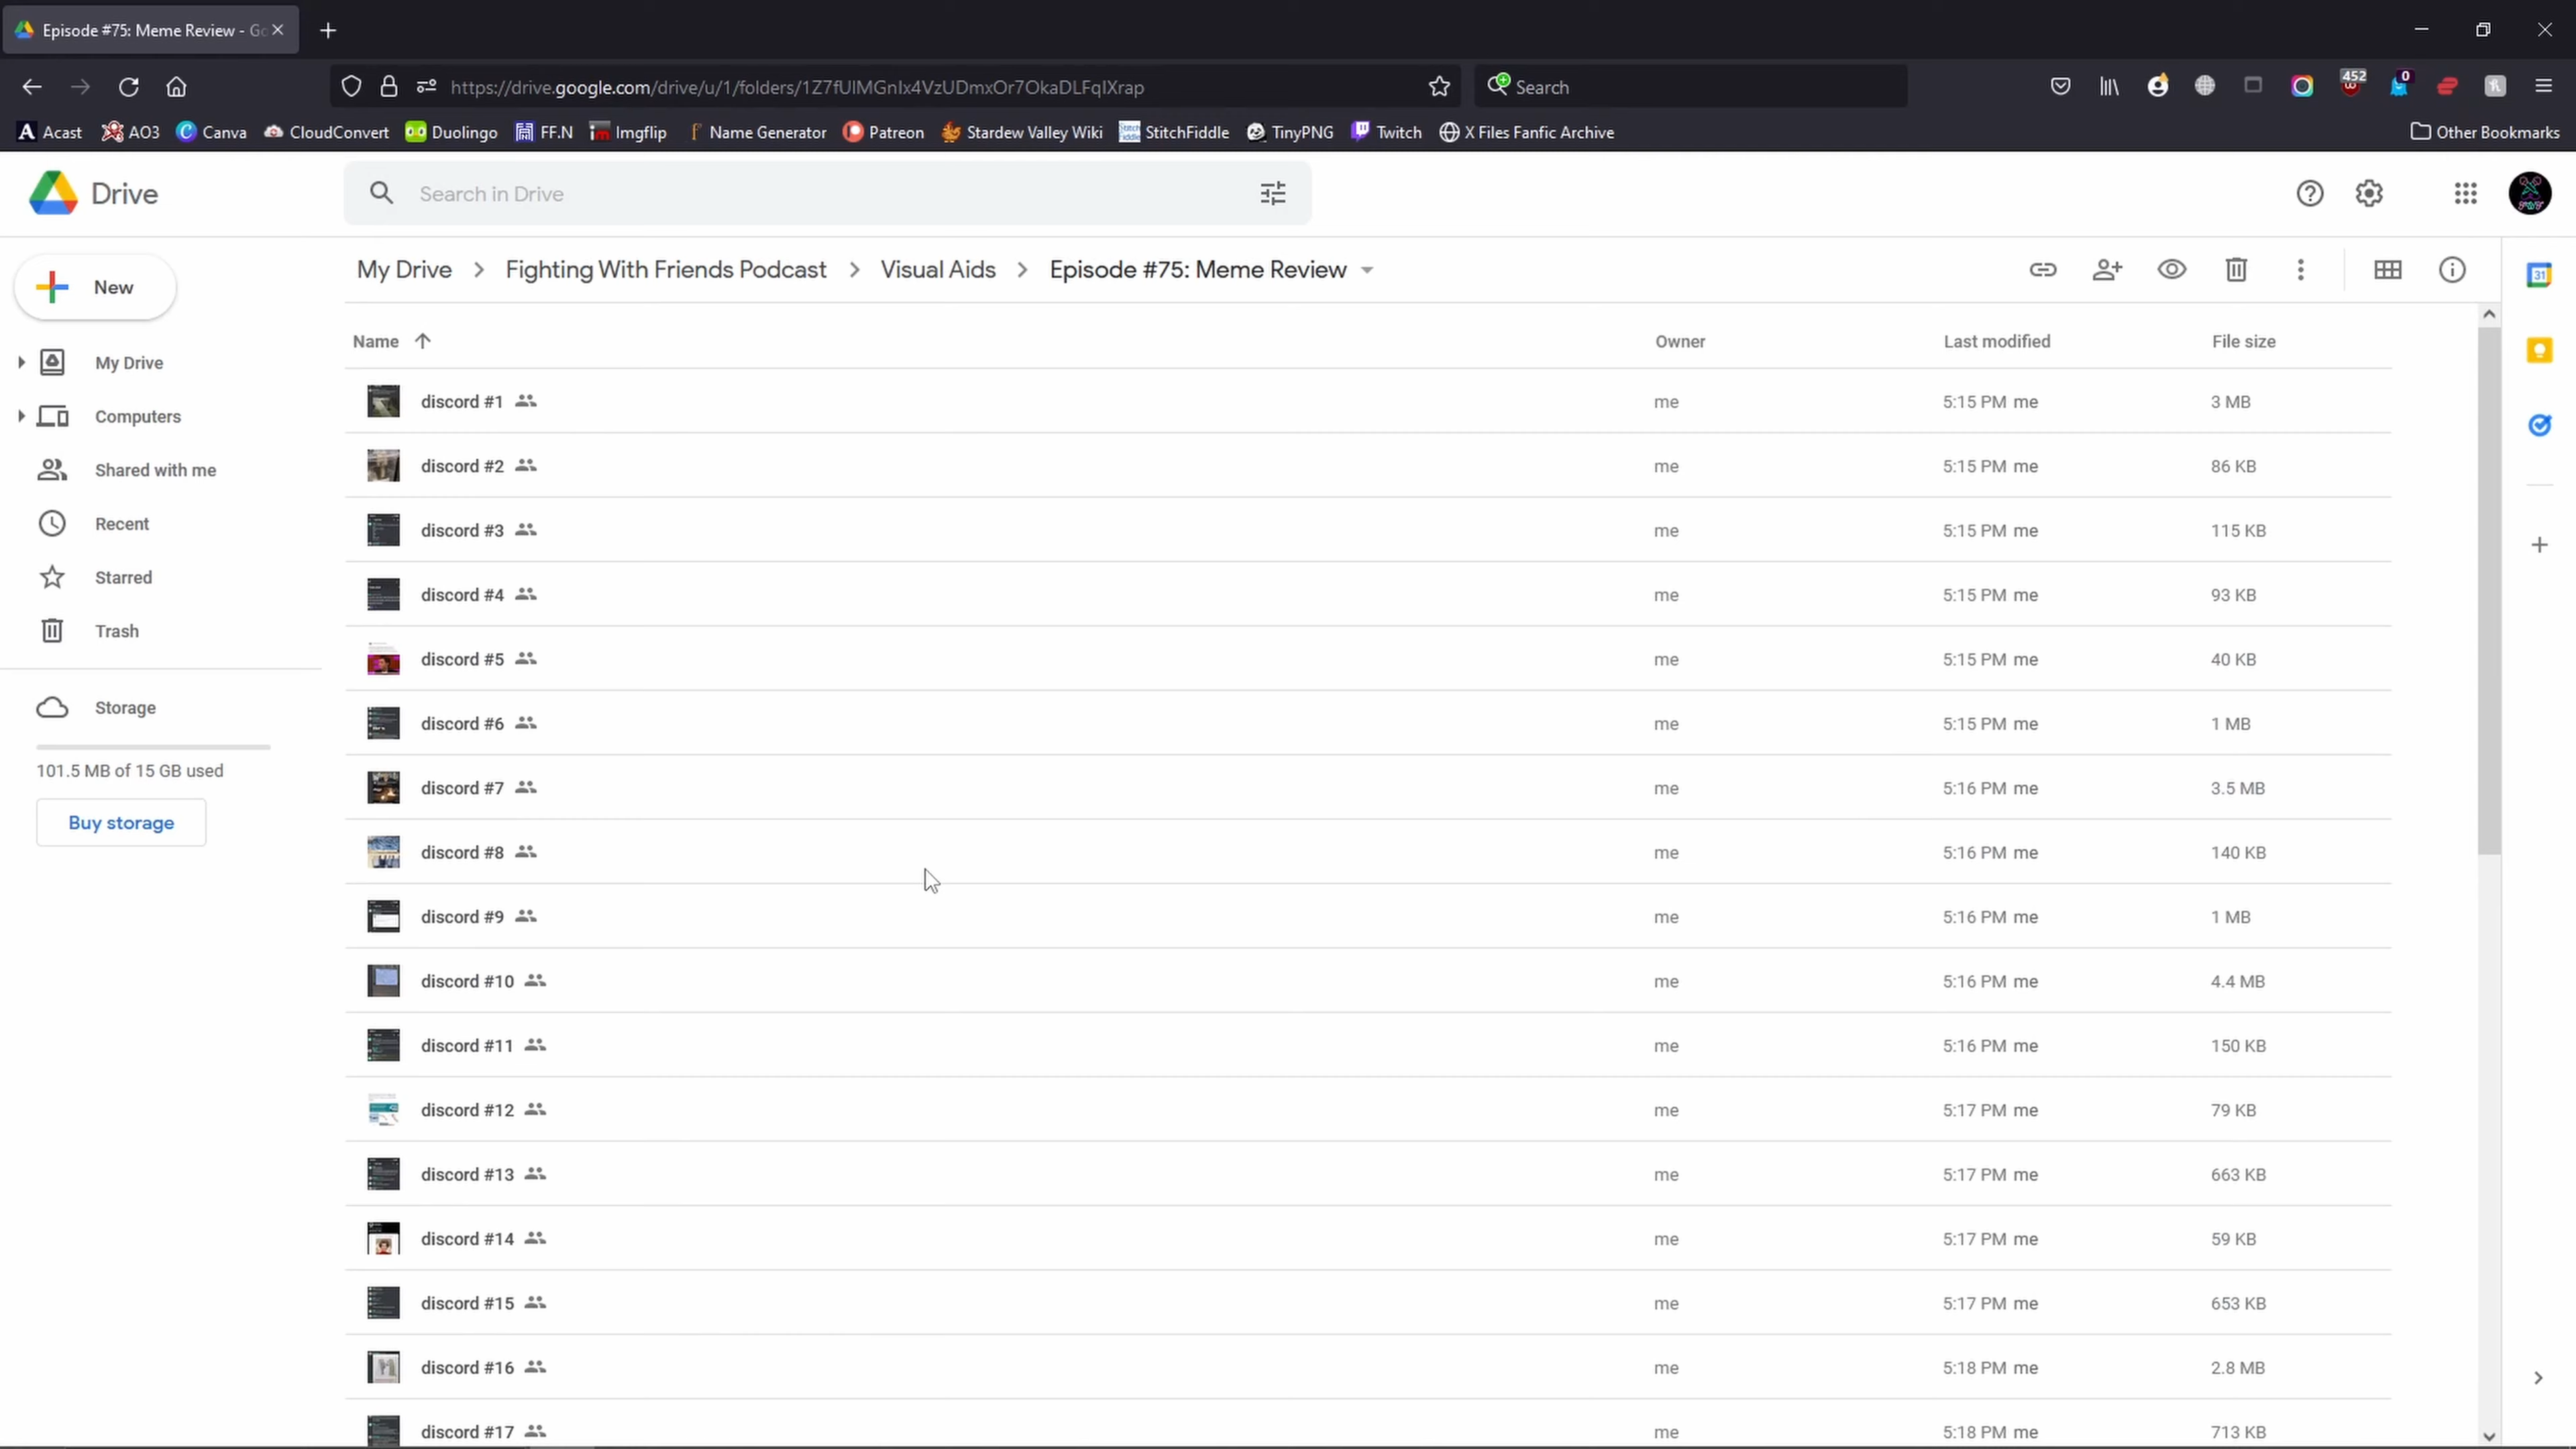 Episode #75: Meme Review - Go
https://drive.google.com/drive/u/1/folders/1Z7fUlMGnIx4VzUDmxOr7OkaDLFqIXrap
Search
452
0
Acast AO3 Canva CloudConvert Duolingo FF.N Imgflip Name Generator Patreon Stardew Valley Wiki StitchFiddle TinyPNG Twitch X Files Fanfic Archive Other Bookmarks
Drive
Search in Drive
New
My Drive
Computers
Shared with me
Recent
Starred
Trash
Storage
101.5 MB of 15 GB used
Buy storage
My Drive Fighting With Friends Podcast Visual Aids Episode #75: Meme Review
Name Owner Last modified File size
discord #1 me 5:15 PM me 3 MB
discord #2 me 5:15 PM me 86 KB
discord #3 me 5:15 PM me 115 KB
discord #4 me 5:15 PM me 93 KB
discord #5 me 5:15 PM me 40 KB
discord #6 me 5:15 PM me 1 MB
discord #7 me 5:16 PM me 3.5 MB
discord #8 me 5:16 PM me 140 KB
discord #9 me 5:16 PM me 1 MB
discord #10 me 5:16 PM me 4.4 MB
discord #11 me 5:16 PM me 150 KB
discord #12 me 5:17 PM me 79 KB
discord #13 me 5:17 PM me 663 KB
discord #14 me 5:17 PM me 59 KB
discord #15 me 5:17 PM me 653 KB
discord #16 me 5:18 PM me 2.8 MB
discord #17 me 5:18 PM me 713 KB
31